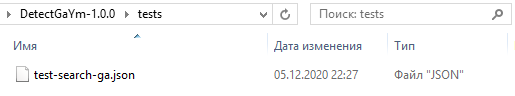 DetectGaYm-1.0.0 tests Поиск: tests
Имя Дата изменения Тип
test-search-ga.json 05.12.2020 22:27 Файл "JSON"